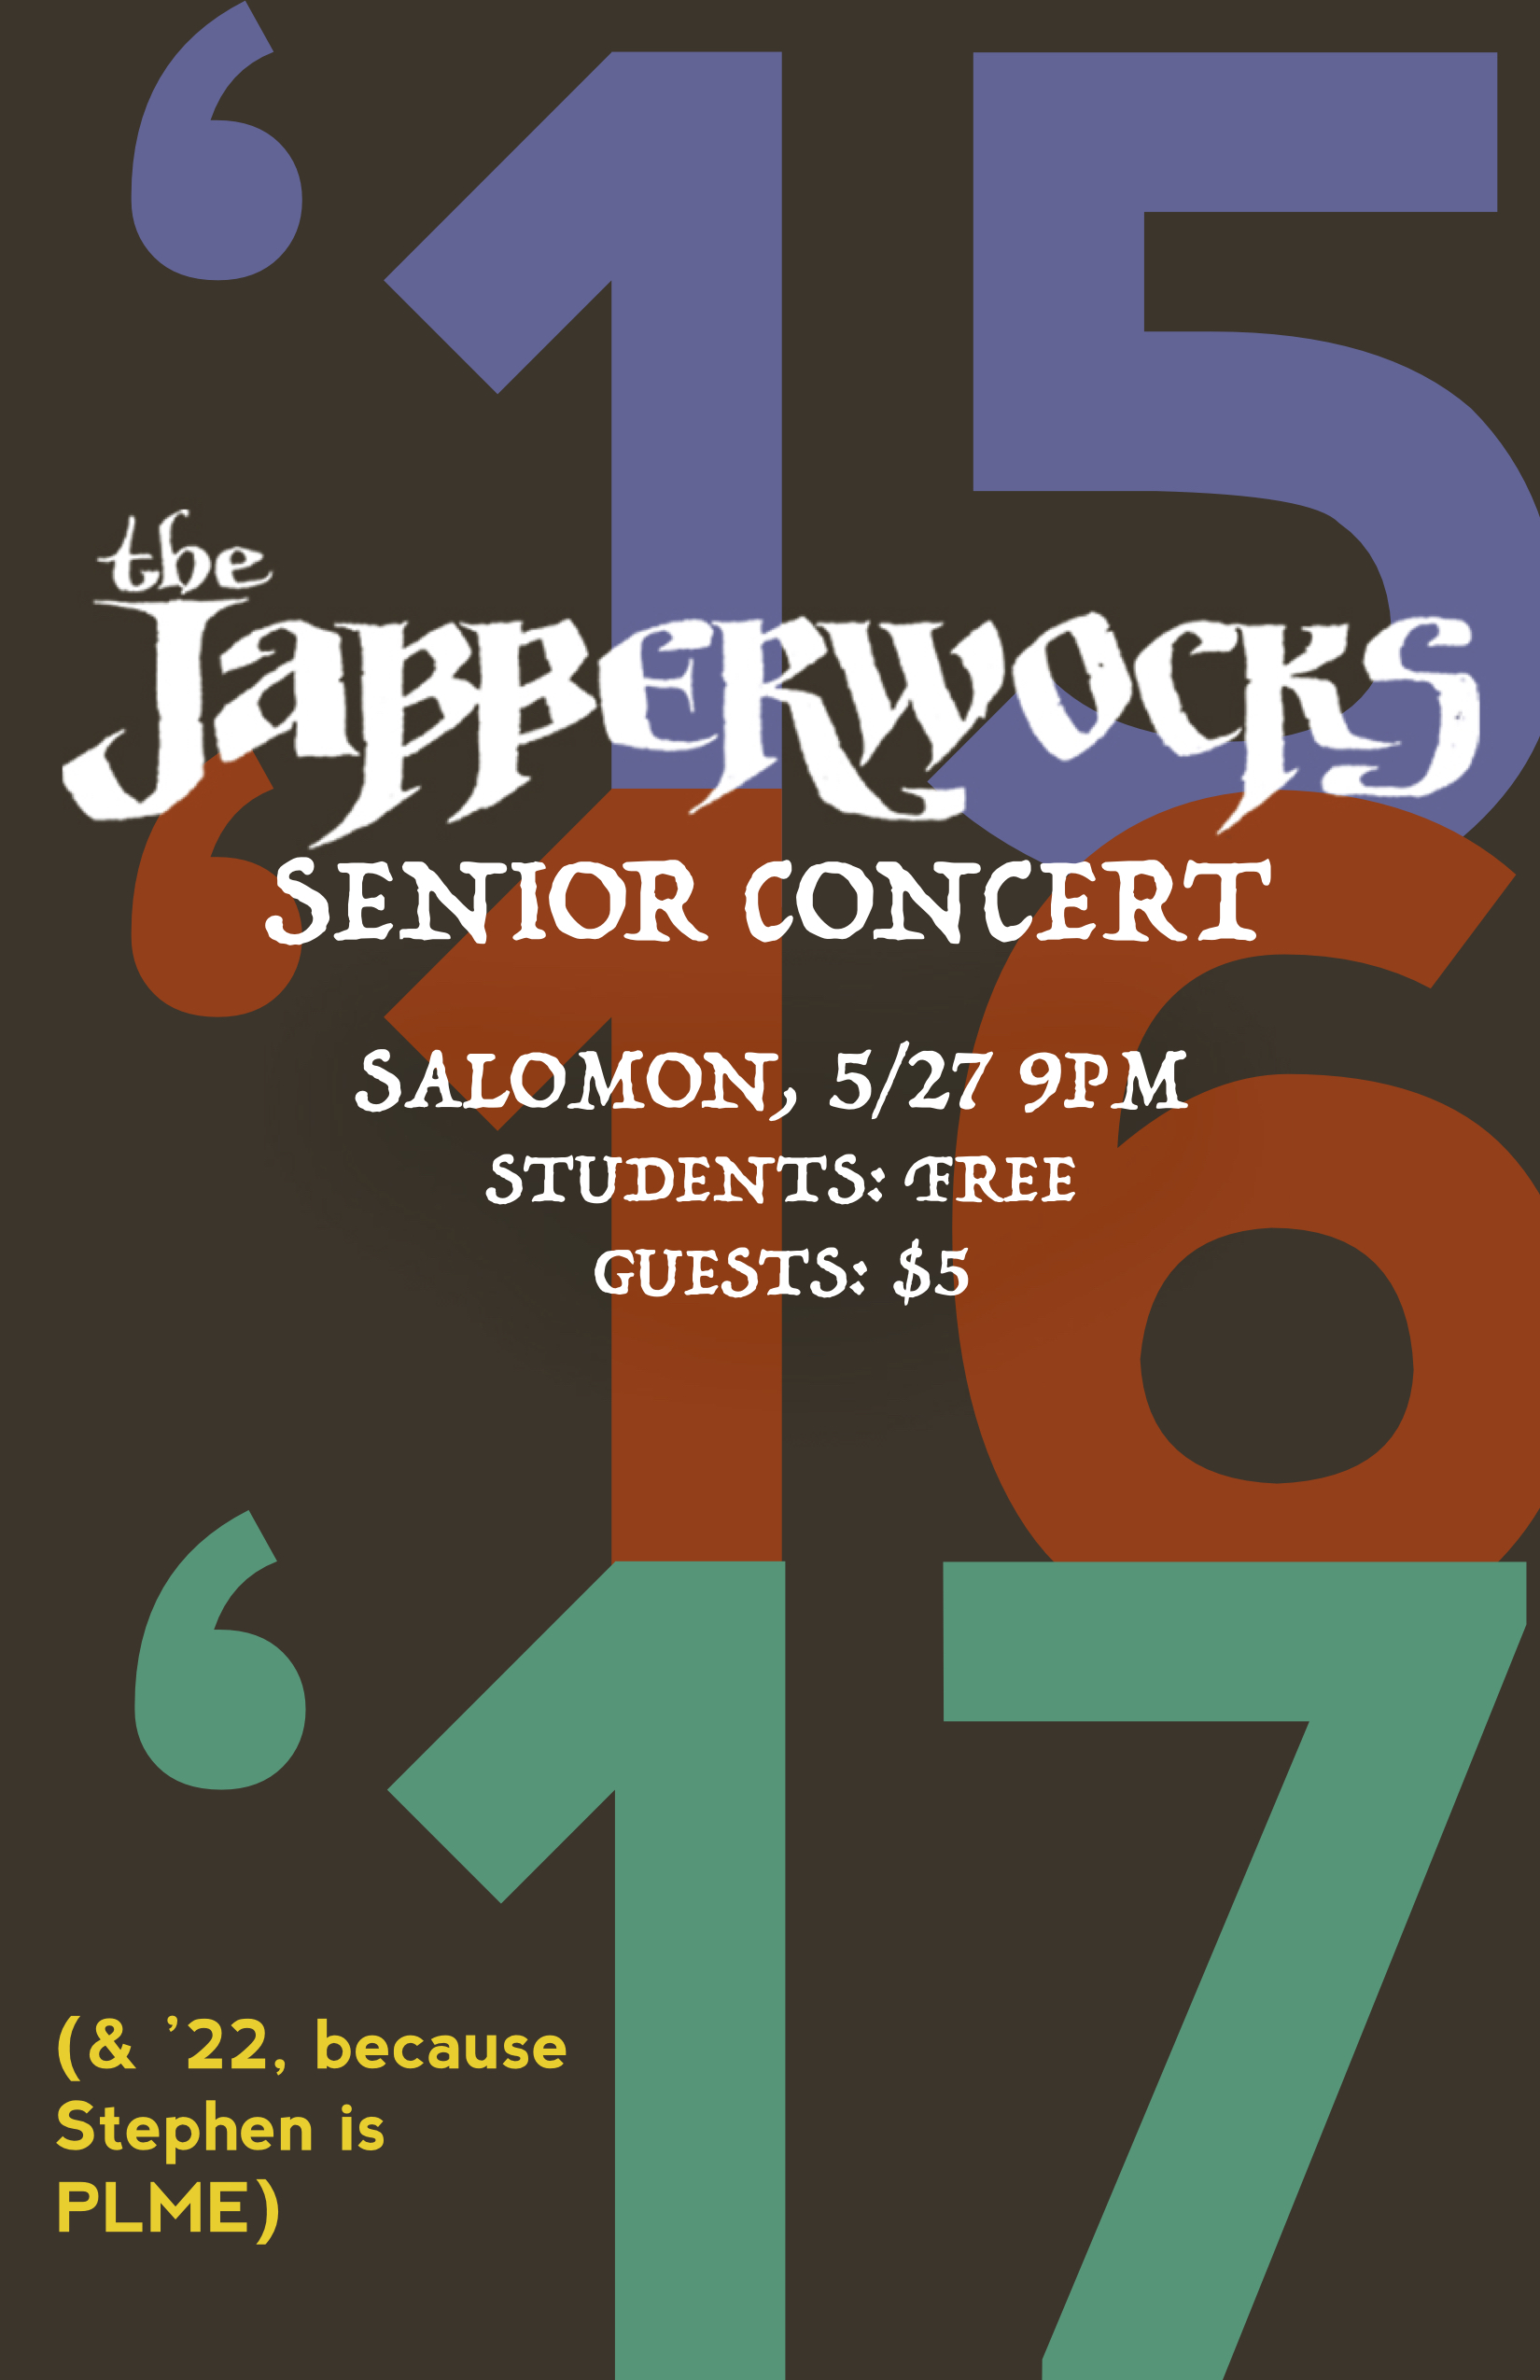 ‘15
the
Jabberwocks
Senior Concert
‘16
Salomon, 5/7 9PM
Students: Free
Guests: $5
‘17
(& ’22, because
Stephen is
PLME)